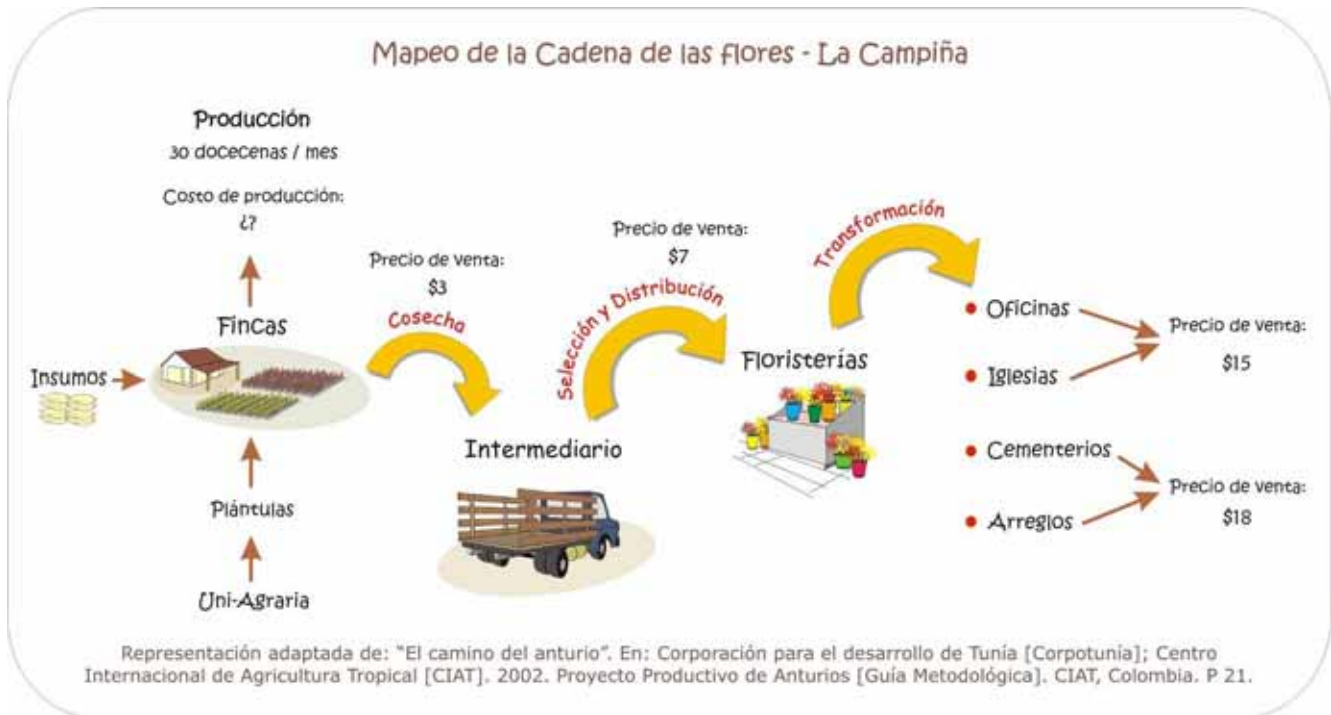 Mapeo de la Cadena de las flores - La Campiña
Producción
30 docecenas / mes
Costo de producción:
¿?
Precio de venta:
$3
Cosecha
Fincas
Insumos
Plántulas
Uni-Agraria
Intermediario
Precio de venta:
$7
Selección y Distribución
Floristerías
Transformación
Oficinas
Iglesias
Precio de venta:
$15
Cementerios
Arreglos
Precio de venta:
$18
Representación adaptada de: “El camino del anturio”. En: Corporación para el desarrollo de Tunía [Corpotunía]; Centro
Internacional de Agricultura Tropical [CIAT]. 2002. Proyecto Productivo de Anturios [Guía Metodológica]. CIAT, Colombia. P 21.